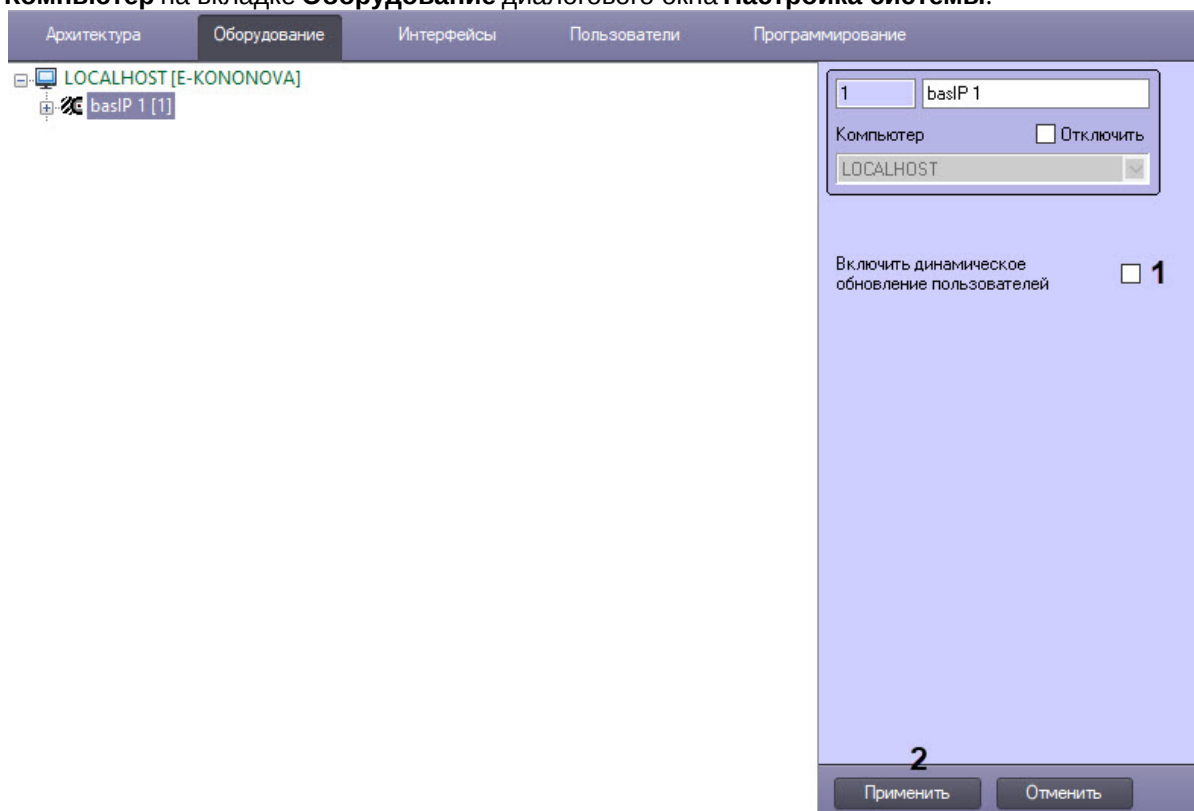 Компьютер на вкладке Оборудование диалогового окна Настройка системы.
Архитектура Оборудование Интерфейсы Пользователи Программирование
LOCALHOST [E-KONONOVA]
basIP 1 [1]
1 basIP 1
Компьютер Отключить
LOCALHOST
Включить динамическое
обновление пользователей 1
2
Применить Отменить